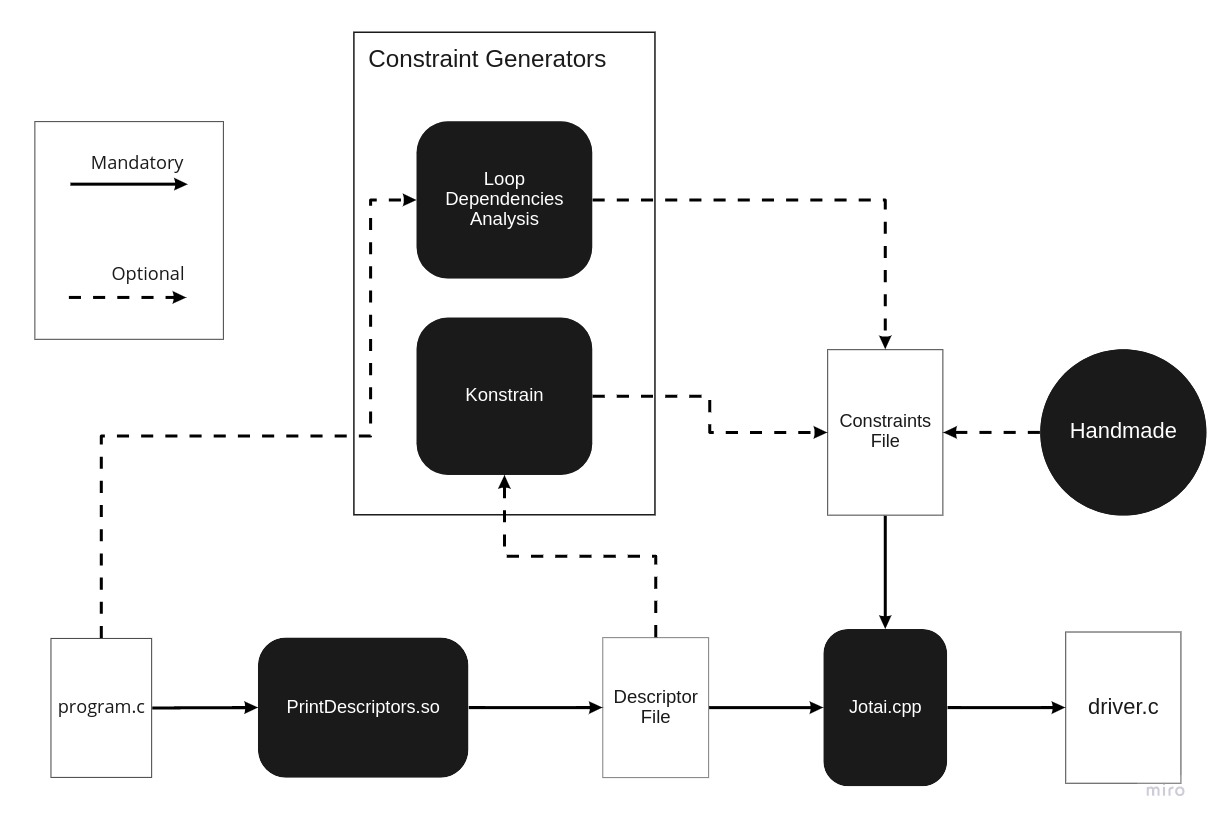 Constraint Generators
Mandatory
Optional
Loop
Dependencies
Analysis
Konstrain
Constraints
File
Handmade
program.c
PrintDescriptors.so
Descriptor
File
Jotai.cpp
driver.c
miro